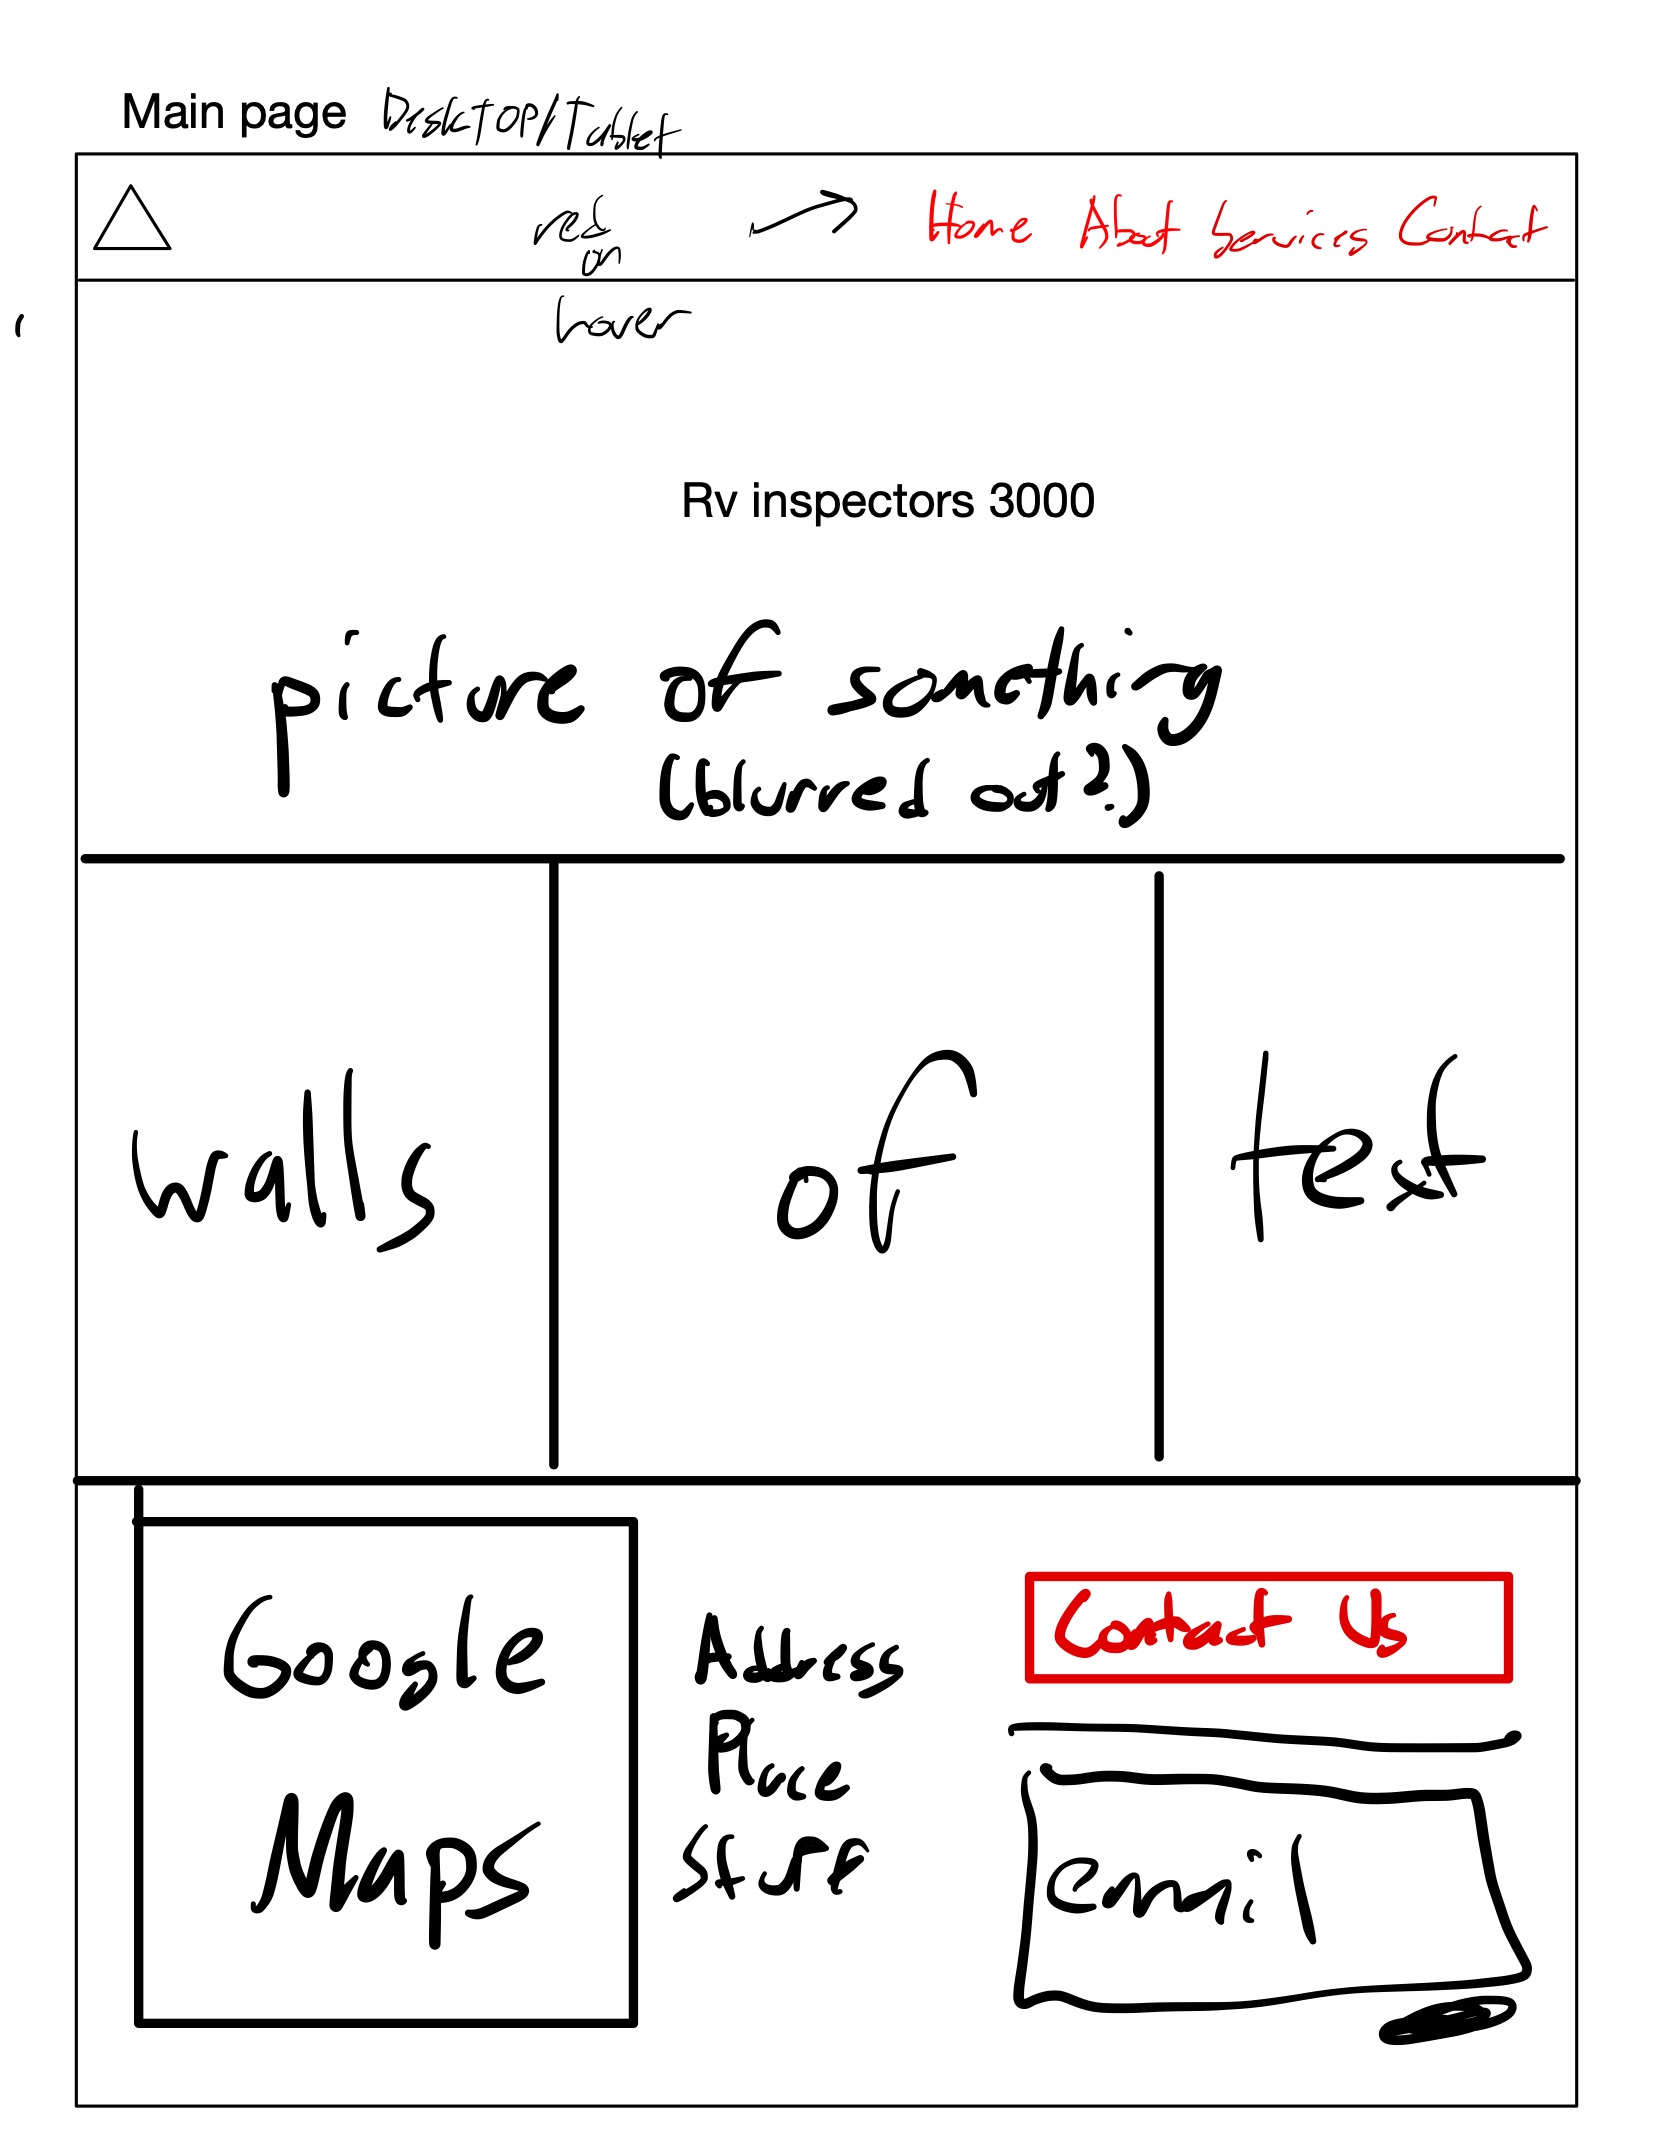 Main page Desktop/Tablet
red on hover
Home About Services Contact
Rv inspectors 3000
picture of something
(blurred out?)
walls of text
Google Maps
Address
Place
Stuff
Contact Us
email